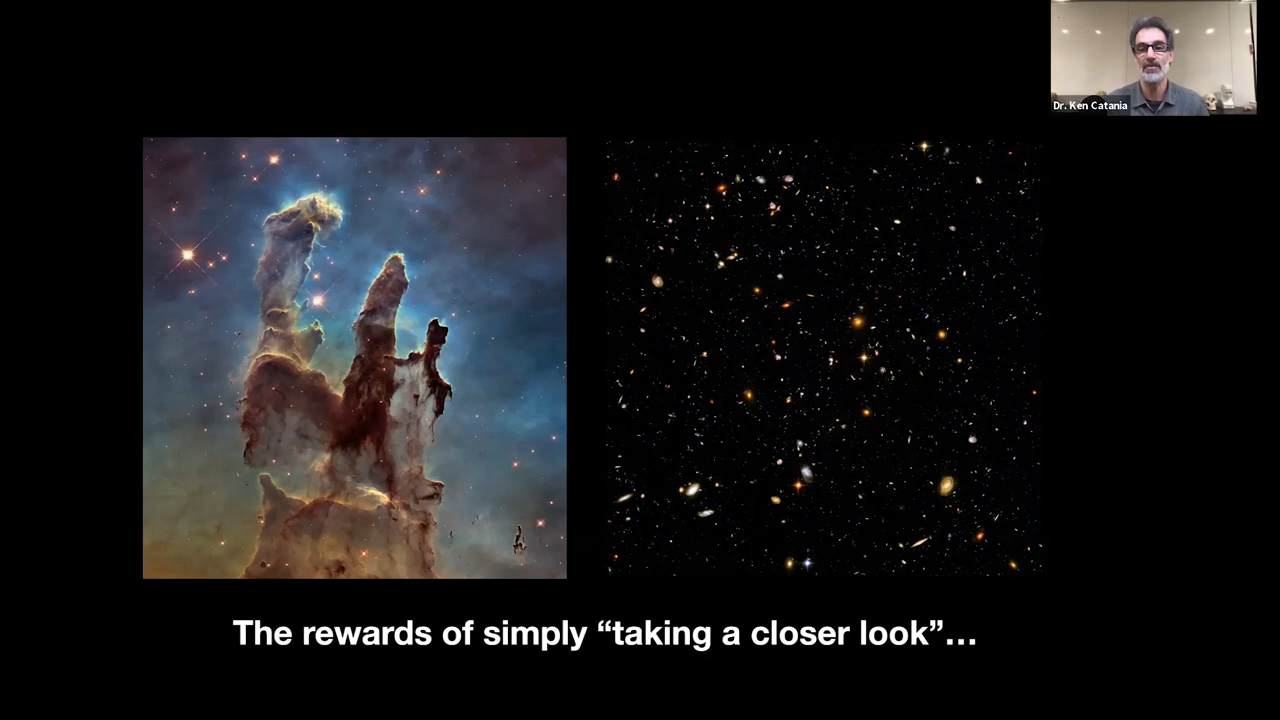 Dr. Ken Catania
The rewards of simply “taking a closer look”…